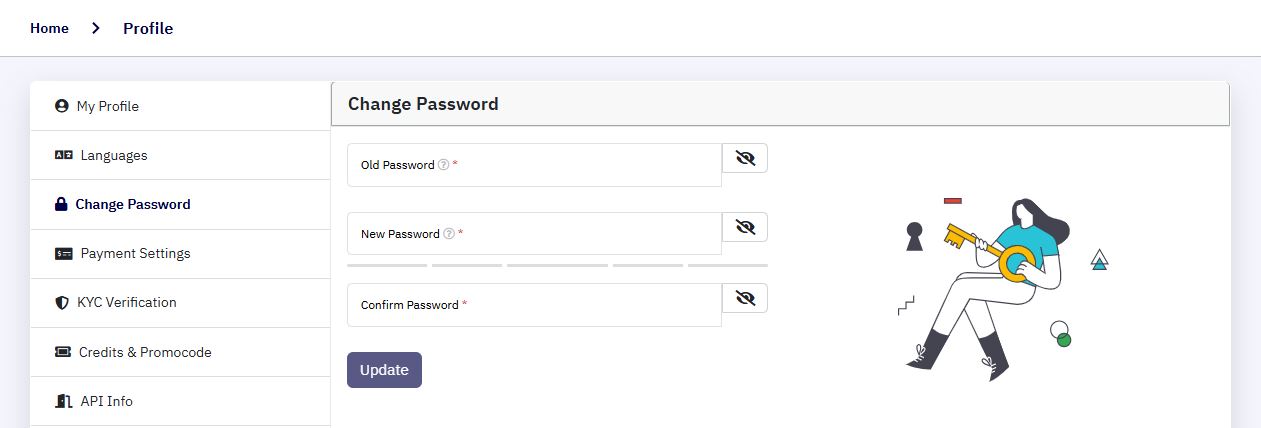 Home > Profile
My Profile
Languages
Change Password
Payment Settings
KYC Verification
Credits & Promocode
API Info
Change Password
Old Password ? *
New Password ? *
Confirm Password *
Update